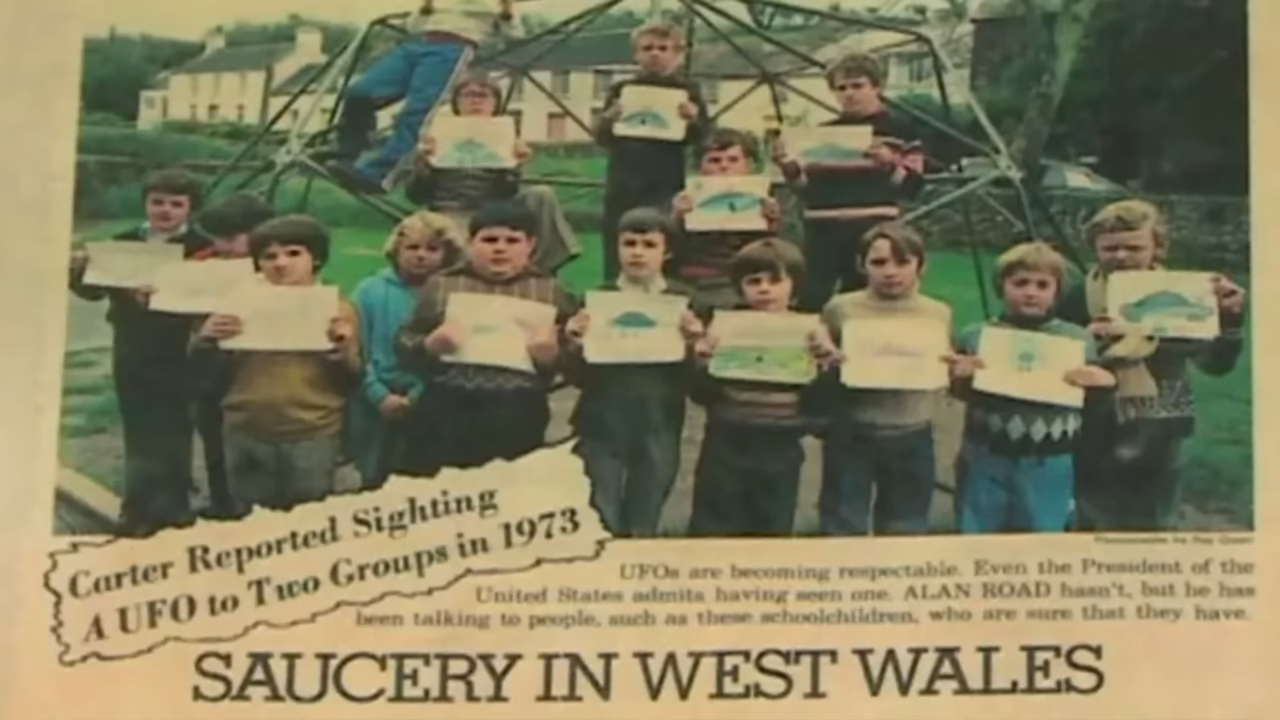 Carter Reported Sighting
A UFO to Two Groups in 1973
UFOs are becoming respectable. Even the President of the
United States admits having seen one. ALAN ROAD hasn't, but he has
been talking to people, such as these schoolchildren, who are sure that they have.
SAUCERY IN WEST WALES